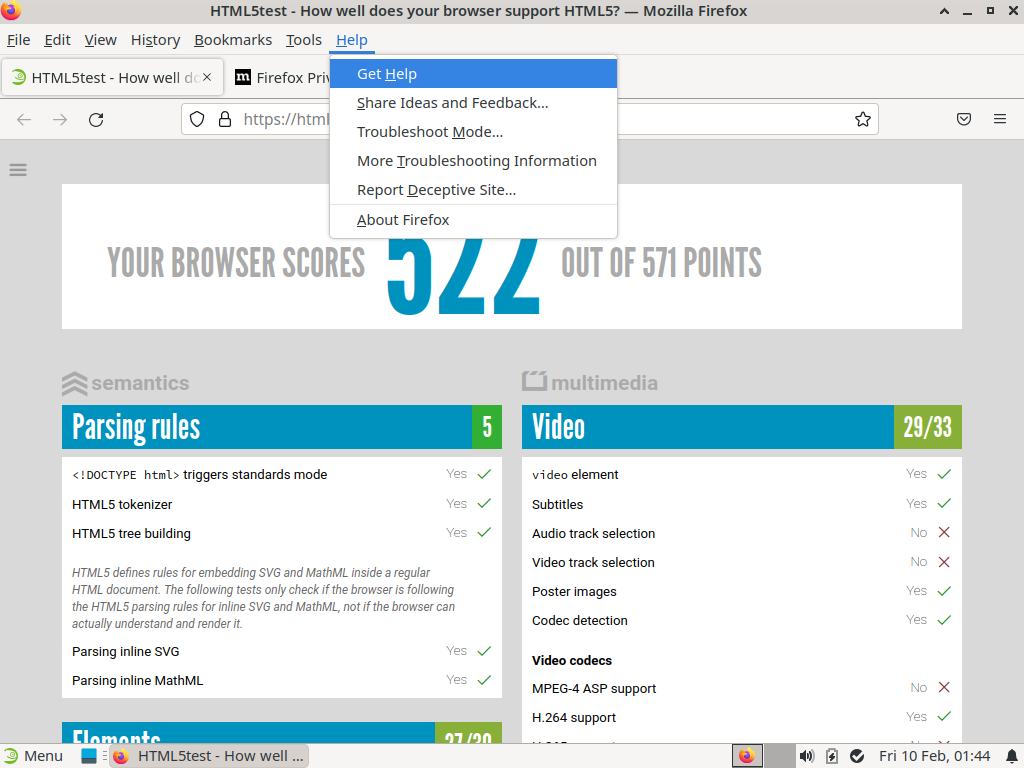 HTML5test - How well does your browser support HTML5? — Mozilla Firefox
File Edit View History Bookmarks Tools Help
HTML5test - How well do
Firefox Priv
https://html
Get Help
Share Ideas and Feedback...
Troubleshoot Mode...
More Troubleshooting Information
Report Deceptive Site...
About Firefox
YOUR BROWSER SCORES 522 OUT OF 571 POINTS
semantics
Parsing rules 5
<!DOCTYPE html> triggers standards mode Yes
HTML5 tokenizer Yes
HTML5 tree building Yes
HTML5 defines rules for embedding SVG and MathML inside a regular
HTML document. The following tests only check if the browser is following
the HTML5 parsing rules for inline SVG and MathML, not if the browser can
actually understand and render it.
Parsing inline SVG Yes
Parsing inline MathML Yes
Elements 27/30
multimedia
Video 29/33
video element Yes
Subtitles Yes
Audio track selection No
Video track selection No
Poster images Yes
Codec detection Yes
Video codecs
MPEG-4 ASP support No
H.264 support Yes
Menu
HTML5test - How well ...
Fri 10 Feb, 01:44